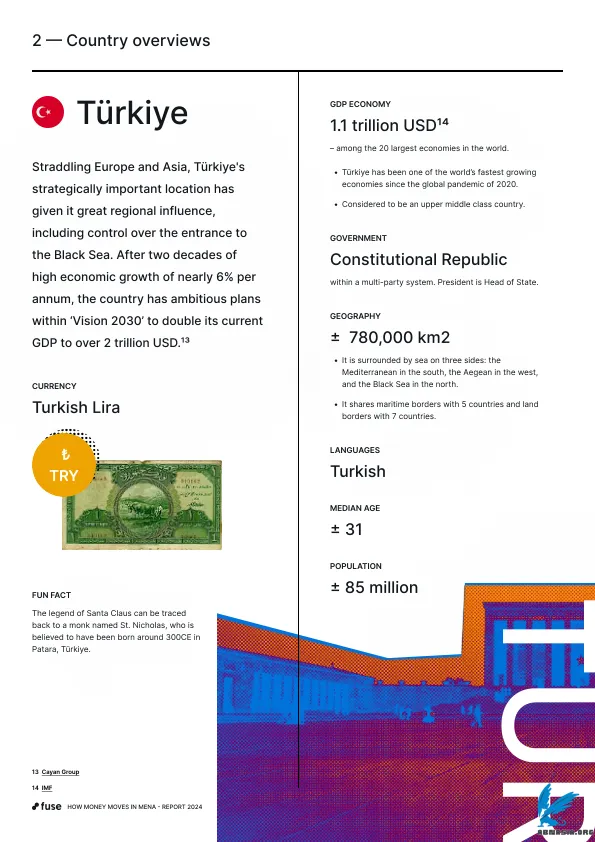 2 — Country overviews
Türkiye
Straddling Europe and Asia, Türkiye's
strategically important location has
given it great regional influence,
including control over the entrance to
the Black Sea. After two decades of
high economic growth of nearly 6% per
annum, the country has ambitious plans
within ‘Vision 2030’ to double its current
GDP to over 2 trillion USD.¹³
CURRENCY
Turkish Lira
₺
TRY
FUN FACT
The legend of Santa Claus can be traced
back to a monk named St. Nicholas, who is
believed to have been born around 300CE in
Patara, Türkiye.
13 Cayan Group
14 IMF
fuse HOW MONEY MOVES IN MENA - REPORT 2024
GDP ECONOMY
1.1 trillion USD¹⁴
– among the 20 largest economies in the world.
• Türkiye has been one of the world’s fastest growing
economies since the global pandemic of 2020.
• Considered to be an upper middle class country.
GOVERNMENT
Constitutional Republic
within a multi-party system. President is Head of State.
GEOGRAPHY
± 780,000 km2
• It is surrounded by sea on three sides: the
Mediterranean in the south, the Aegean in the west,
and the Black Sea in the north.
• It shares maritime borders with 5 countries and land
borders with 7 countries.
LANGUAGES
Turkish
MEDIAN AGE
± 31
POPULATION
± 85 million
TUR